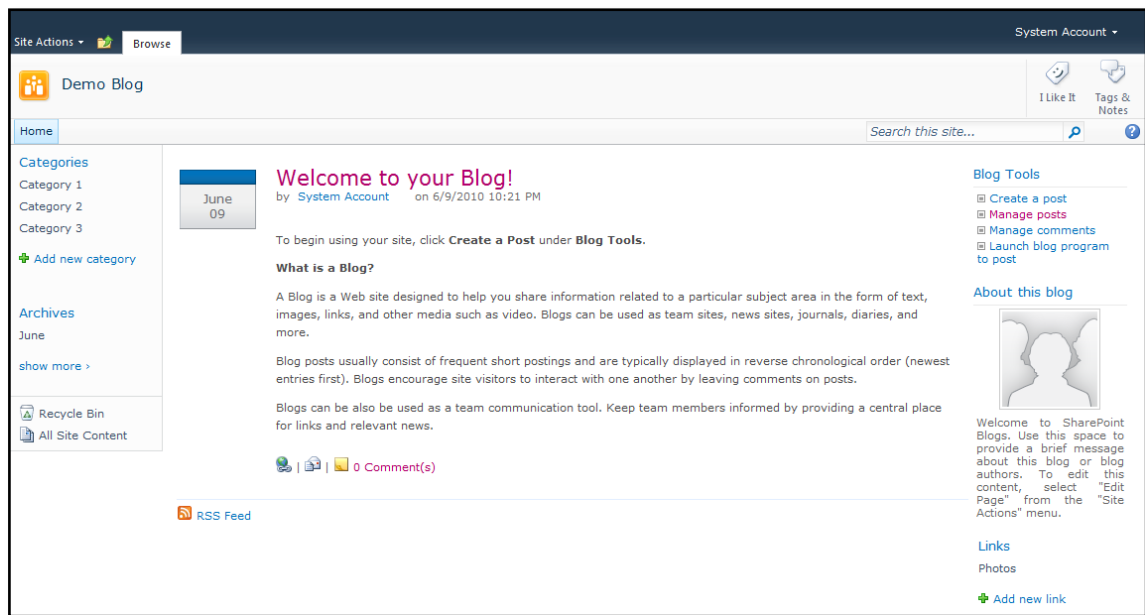 Site Actions
Browse
System Account
Demo Blog
I Like It
Tags &
Notes
Home
Search this site...
Categories
Category 1
Category 2
Category 3
Add new category
Archives
June
show more ›
Recycle Bin
All Site Content
June
09
Welcome to your Blog!
by System Account on 6/9/2010 10:21 PM
To begin using your site, click Create a Post under Blog Tools.
What is a Blog?
A Blog is a Web site designed to help you share information related to a particular subject area in the form of text,
images, links, and other media such as video. Blogs can be used as team sites, news sites, journals, diaries, and
more.
Blog posts usually consist of frequent short postings and are typically displayed in reverse chronological order (newest
entries first). Blogs encourage site visitors to interact with one another by leaving comments on posts.
Blogs can be also be used as a team communication tool. Keep team members informed by providing a central place
for links and relevant news.
| | 0 Comment(s)
RSS Feed
Blog Tools
Create a post
Manage posts
Manage comments
Launch blog program
to post
About this blog
Welcome to SharePoint
Blogs. Use this space to
provide a brief message
about this blog or blog
authors. To edit this
content, select "Edit
Page" from the "Site
Actions" menu.
Links
Photos
Add new link